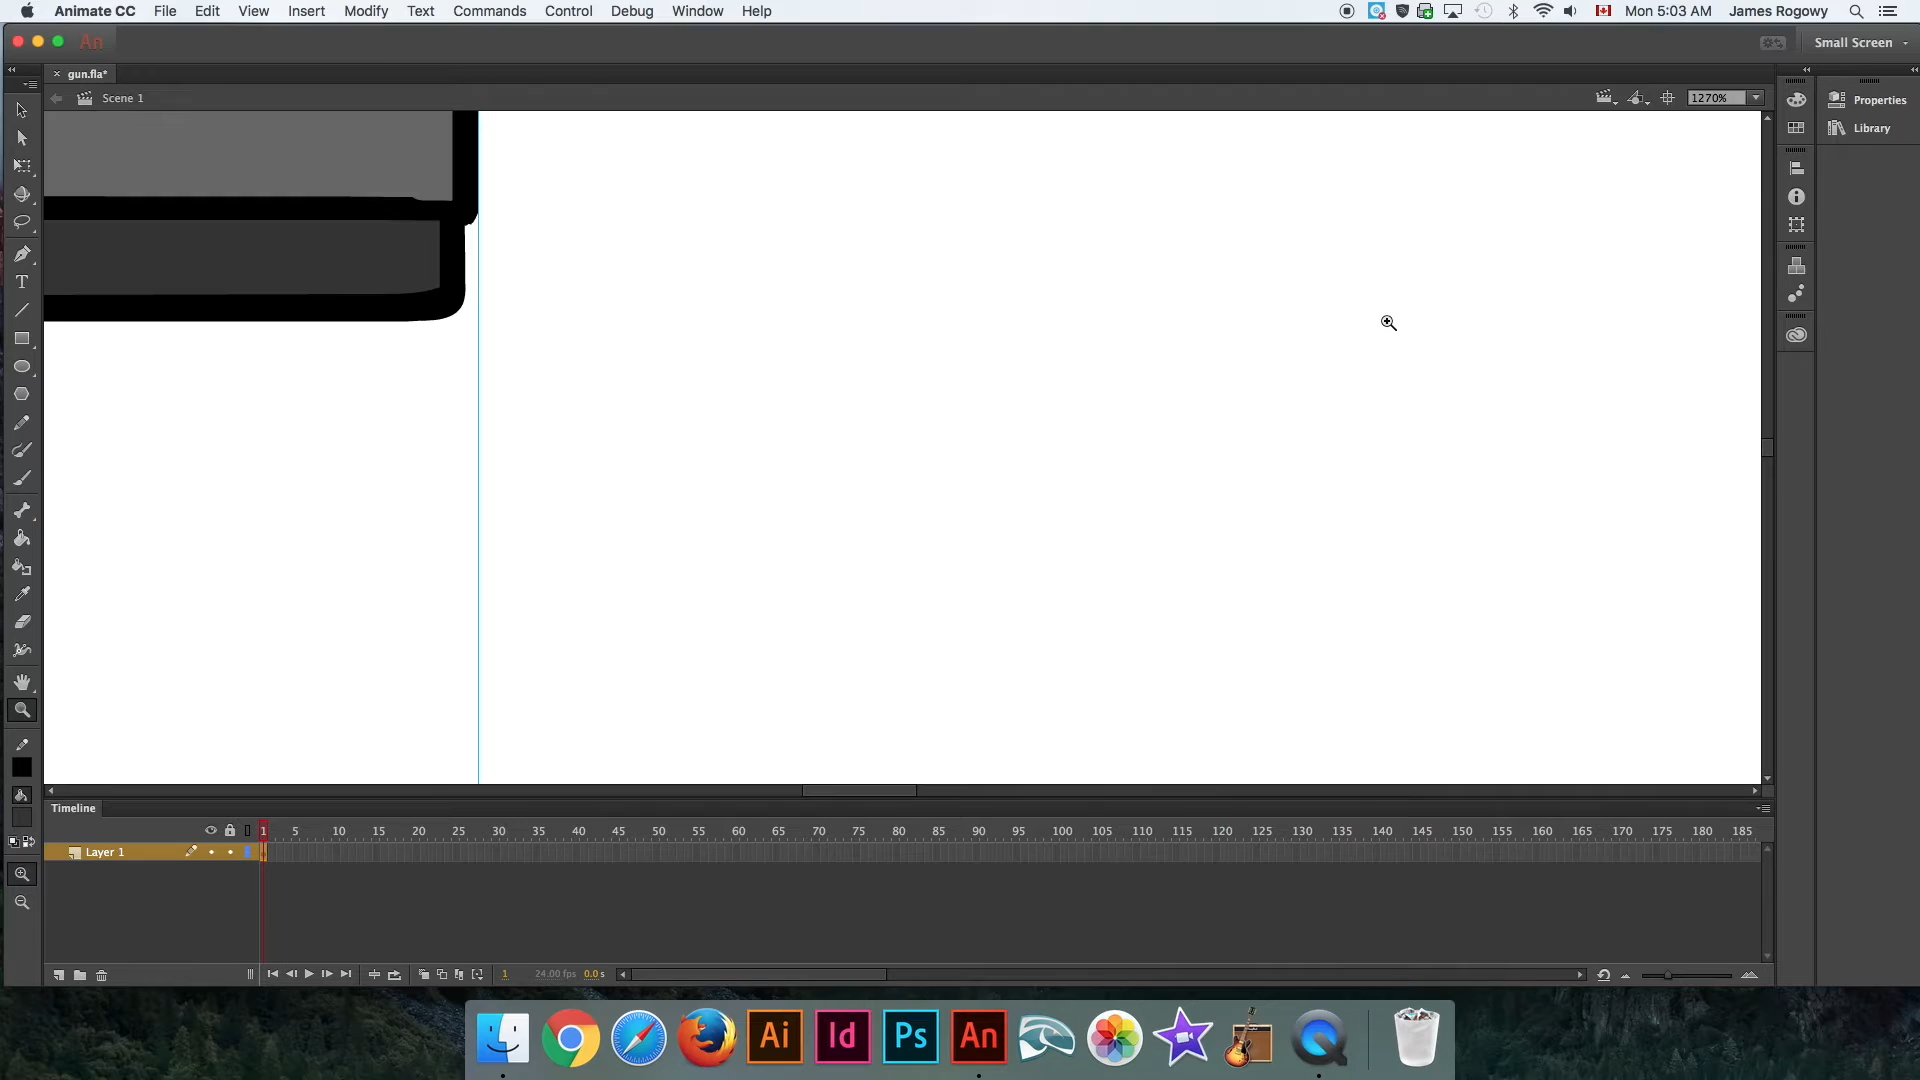 Animate CC File Edit View Insert Modify Text Commands Control Debug Window Help Mon 5:03 AM James Rogowy
An Small Screen
gun.fla*
Scene 1 1270%
Properties
Library
T
Timeline
1 5 10 15 20 25 30 35 40 45 50 55 60 65 70 75 80 85 90 95 100 105 110 115 120 125 130 135 140 145 150 155 160 165 170 175 180 185
Layer 1
1 24.00 fps 0.0 s
Ai Id Ps An